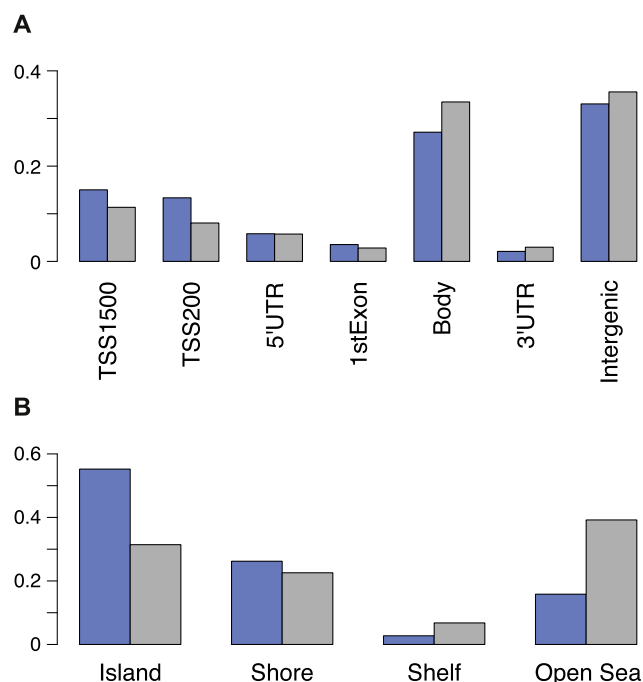 A
0.4
0.2
0
TSS1500
TSS200
5'UTR
1stExon
Body
3'UTR
Intergenic
B
0.6
0.4
0.2
0
Island Shore Shelf Open Sea